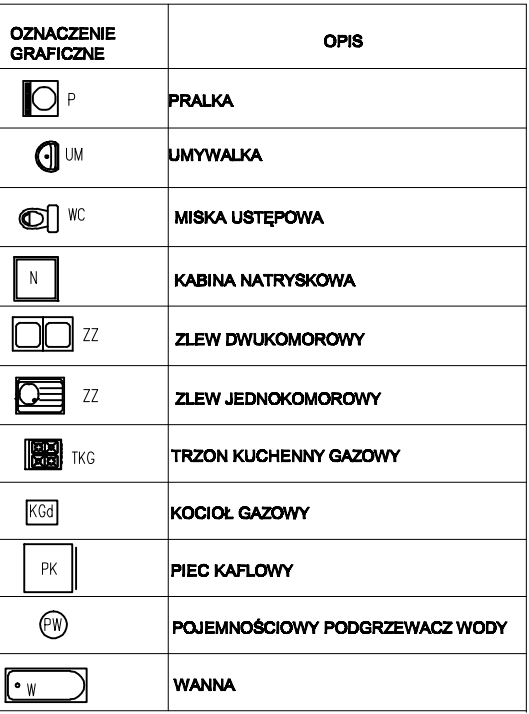 OZNACZENIE
GRAFICZNE
OPIS
P
PRALKA
UM
UMYWALKA
WC
MISKA USTĘPOWA
N
KABINA NATRYSKOWA
ZZ
ZLEW DWUKOMOROWY
ZZ
ZLEW JEDNOKOMOROWY
TKG
TRZON KUCHENNY GAZOWY
KGd
KOCIOŁ GAZOWY
PK
PIEC KAFLOWY
PW
POJEMNOŚCIOWY PODGRZEWACZ WODY
W
WANNA